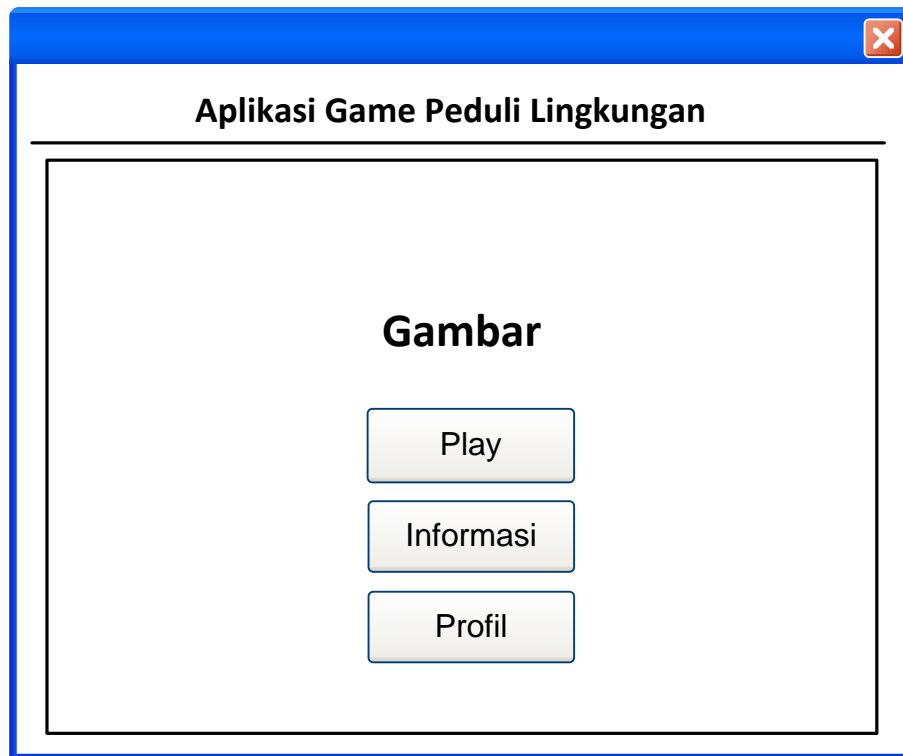 Aplikasi Game Peduli Lingkungan
Gambar
Play
Informasi
Profil